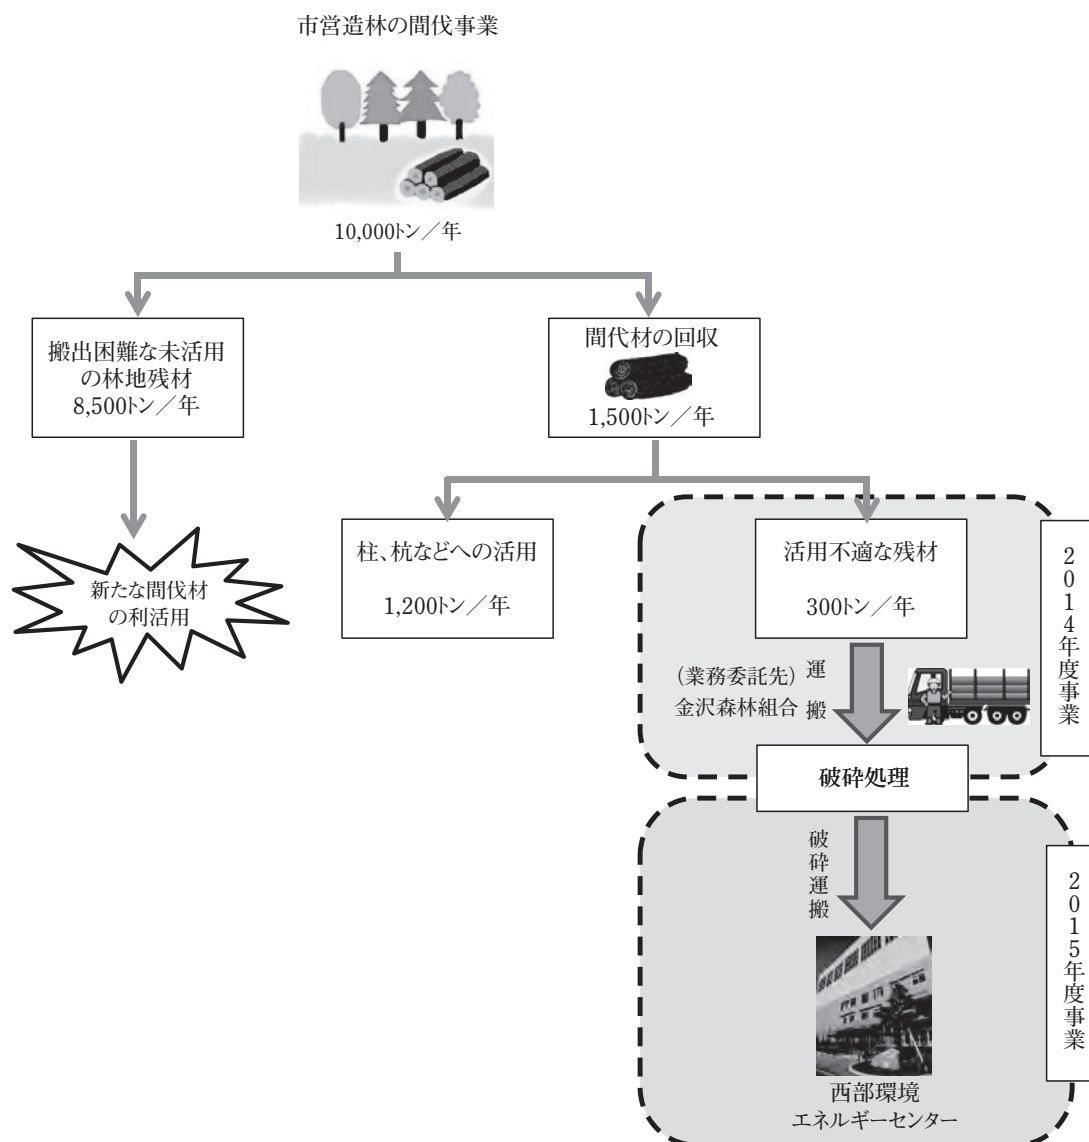 市営造林の間伐事業
10,000トン／年
搬出困難な未活用
の林地残材
8,500トン／年
間代材の回収
1,500トン／年
新たな間伐材
の利活用
柱、杭などへの活用
1,200トン／年
活用不適な残材
300トン／年
（業務委託先）
金沢森林組合
運搬
2014年度事業
破砕処理
破砕運搬
2015年度事業
西部環境
エネルギーセンター